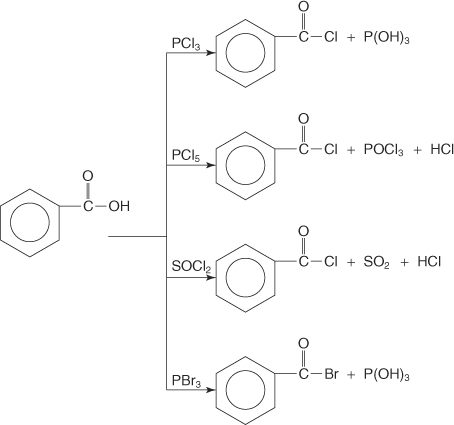 O
PCl₃ C–Cl + P(OH)₃
O
PCl₅ C–Cl + POCl₃ + HCl
O
C–OH
O
SOCl₂ C–Cl + SO₂ + HCl
O
PBr₃ C–Br + P(OH)₃